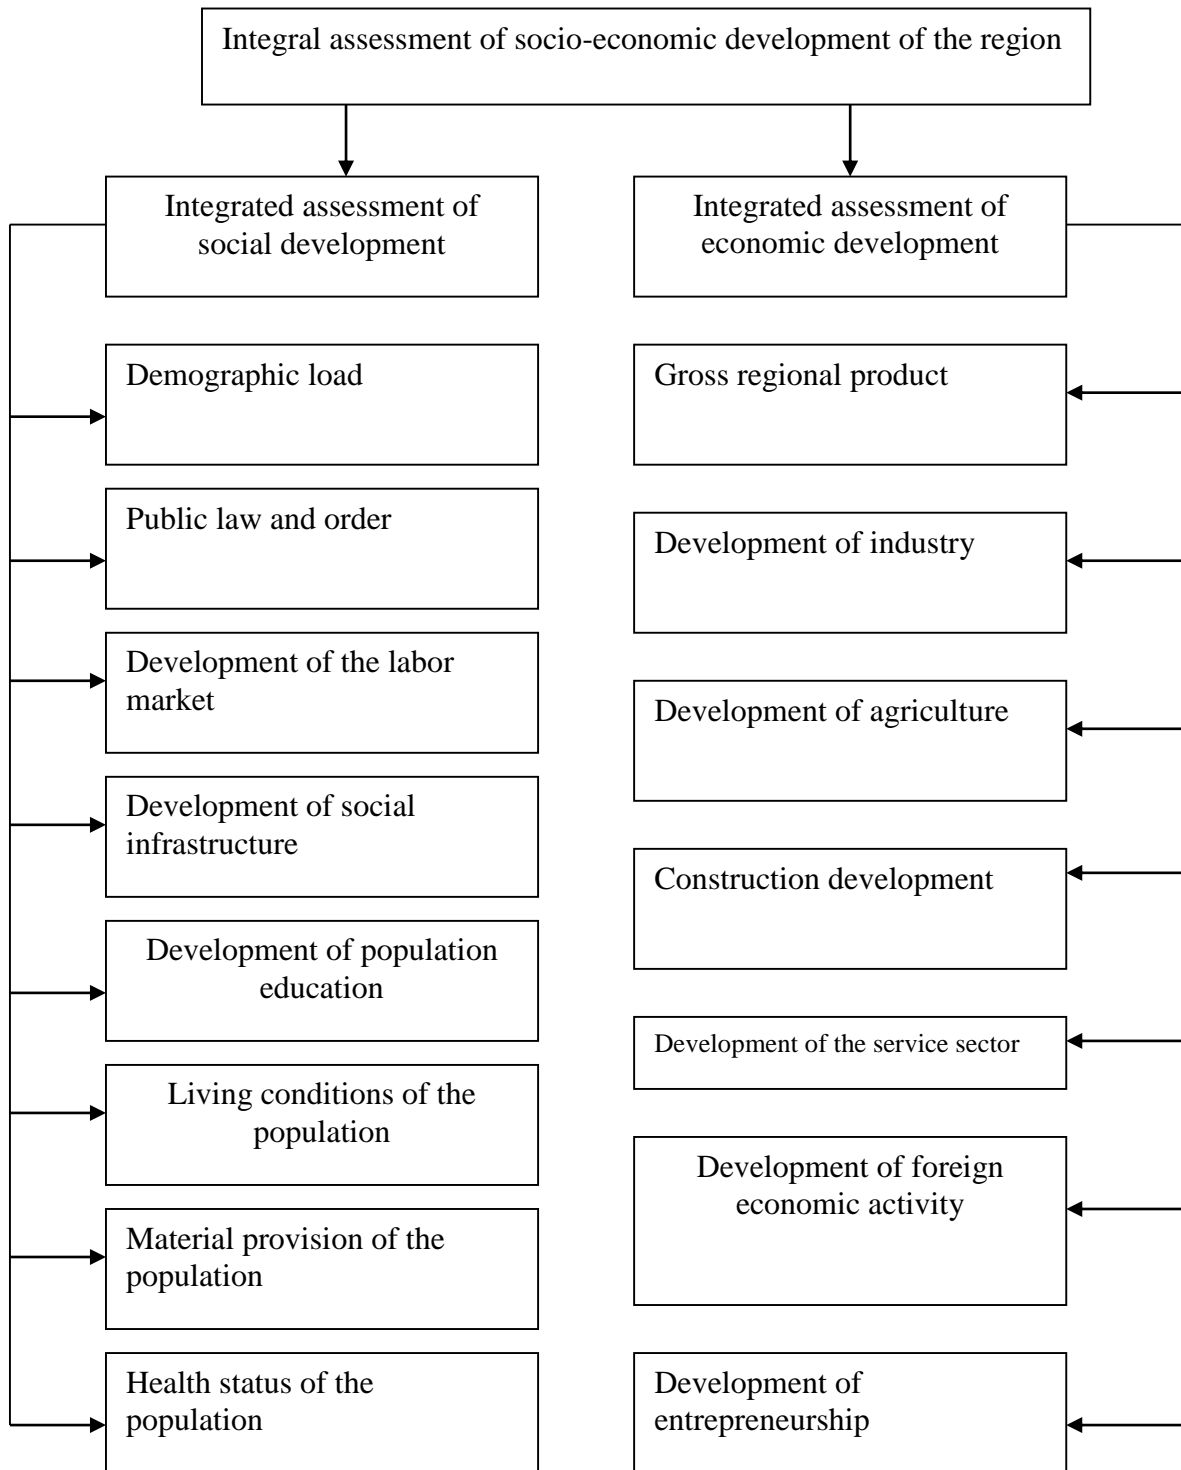 Integral assessment of socio-economic development of the region
Integrated assessment of
social development
Integrated assessment of
economic development
Demographic load
Public law and order
Development of the labor
market
Development of social
infrastructure
Development of population
education
Living conditions of the
population
Material provision of the
population
Health status of the
population
Gross regional product
Development of industry
Development of agriculture
Construction development
Development of the service sector
Development of foreign
economic activity
Development of
entrepreneurship